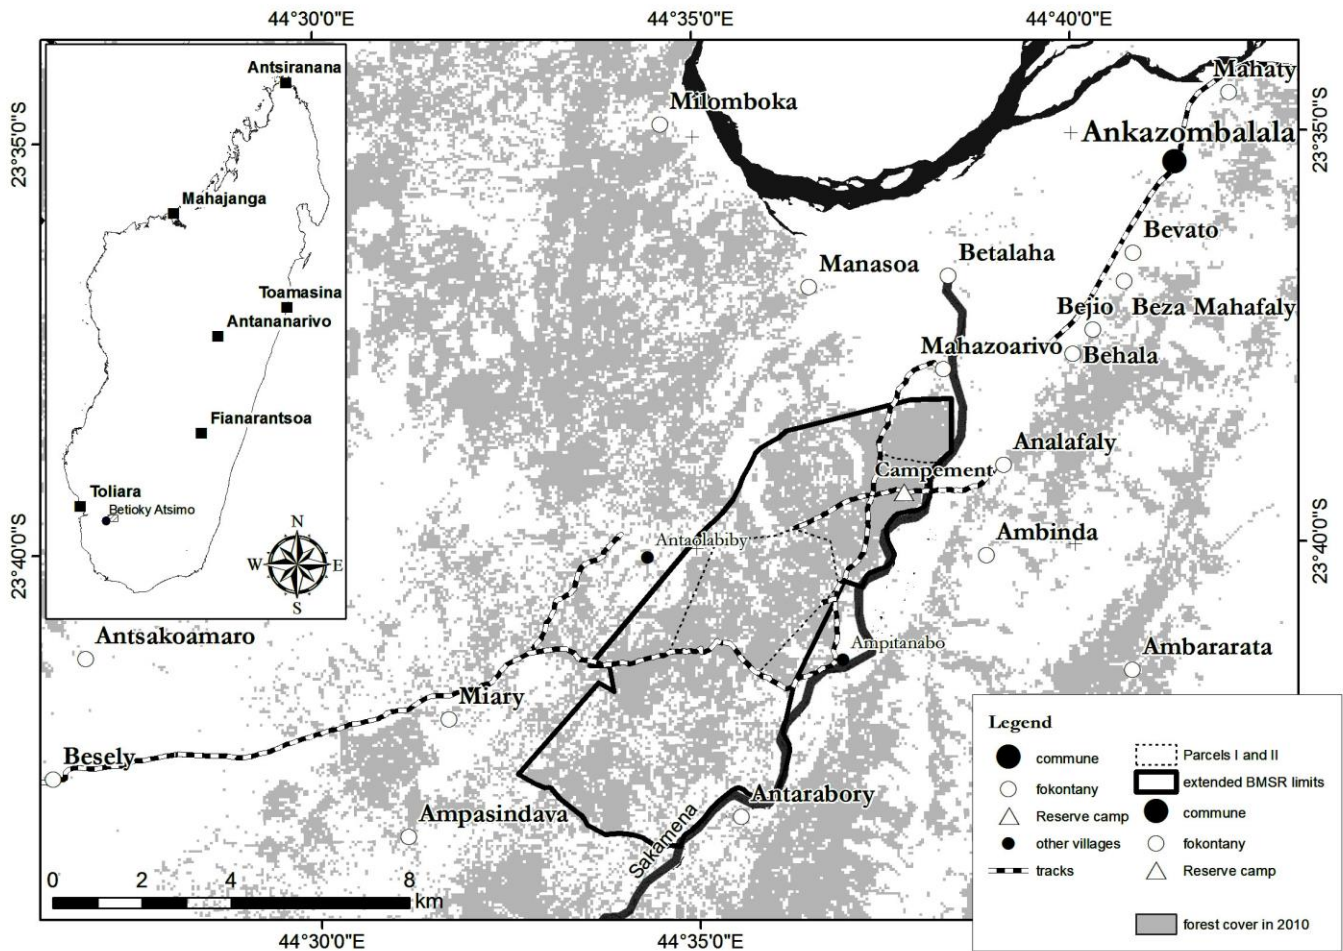 44°30'0"E
44°35'0"E
44°40'0"E
Antsiranana
Mahajanga
Toamasina
Antananarivo
Fianarantsoa
Toliara
Betioky Atsimo
N
W
E
S
23°35'0"S
23°35'0"S
Mahaty
Milomboka
Ankazombalala
Bevato
Betalaha
Manasoa
Bejio
Beza Mahafaly
Mahazoarivo
Behala
Analafaly
Campement
23°40'0"S
23°40'0"S
Antaolabiby
Ambinda
Antsakoamaro
Ampitanabo
Ambararata
Miary
Besely
Antarabory
Ampasindava
Sakamena
0 2 4 8
km
Legend
commune
fokontany
Reserve camp
other villages
tracks
Parcels I and II
extended BMSR limits
commune
fokontany
Reserve camp
forest cover in 2010
44°30'0"E
44°35'0"E
44°40'0"E